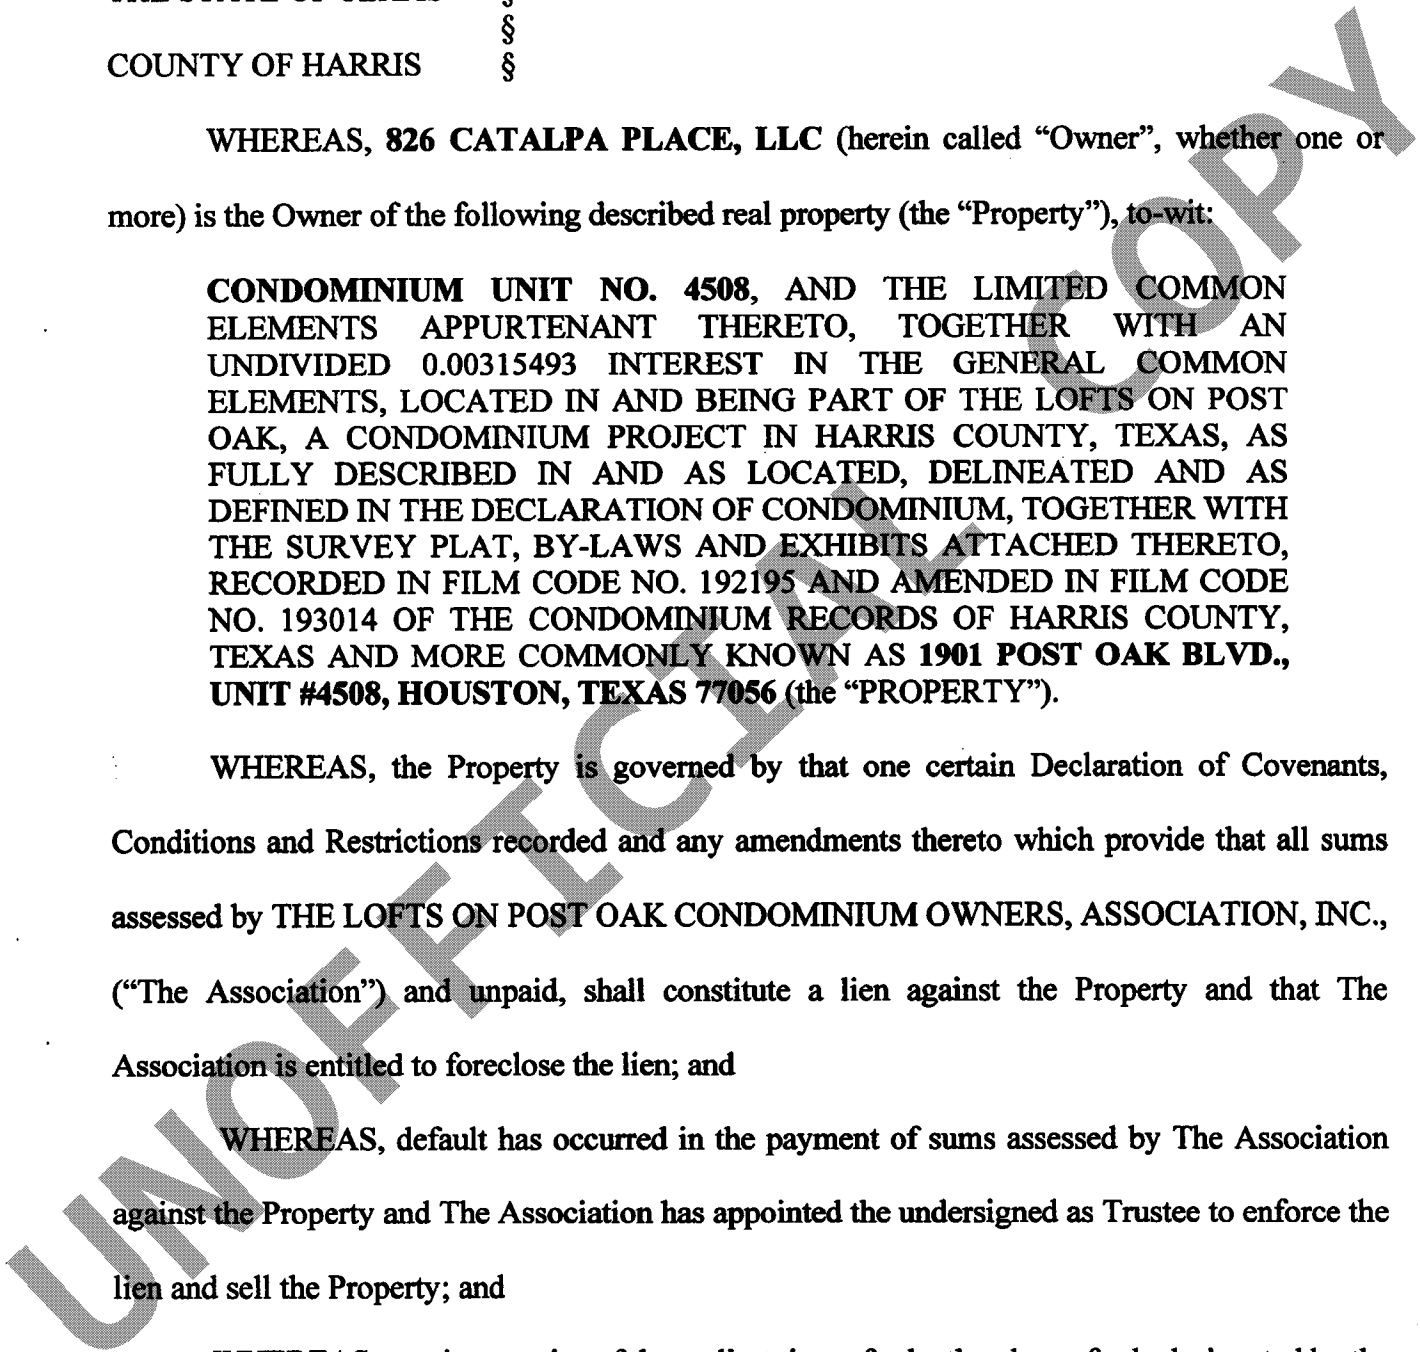 §
§
COUNTY OF HARRIS §
WHEREAS, 826 CATALPA PLACE, LLC (herein called “Owner”, whether one or
more) is the Owner of the following described real property (the “Property”), to-wit:
CONDOMINIUM UNIT NO. 4508, AND THE LIMITED COMMON
ELEMENTS APPURTENANT THERETO, TOGETHER WITH AN
UNDIVIDED 0.00315493 INTEREST IN THE GENERAL COMMON
ELEMENTS, LOCATED IN AND BEING PART OF THE LOFTS ON POST
OAK, A CONDOMINIUM PROJECT IN HARRIS COUNTY, TEXAS, AS
FULLY DESCRIBED IN AND AS LOCATED, DELINEATED AND AS
DEFINED IN THE DECLARATION OF CONDOMINIUM, TOGETHER WITH
THE SURVEY PLAT, BY-LAWS AND EXHIBITS ATTACHED THERETO,
RECORDED IN FILM CODE NO. 192195 AND AMENDED IN FILM CODE
NO. 193014 OF THE CONDOMINIUM RECORDS OF HARRIS COUNTY,
TEXAS AND MORE COMMONLY KNOWN AS 1901 POST OAK BLVD.,
UNIT #4508, HOUSTON, TEXAS 77056 (the “PROPERTY”).
WHEREAS, the Property is governed by that one certain Declaration of Covenants,
Conditions and Restrictions recorded and any amendments thereto which provide that all sums
assessed by THE LOFTS ON POST OAK CONDOMINIUM OWNERS, ASSOCIATION, INC.,
(“The Association”) and unpaid, shall constitute a lien against the Property and that The
Association is entitled to foreclose the lien; and
WHEREAS, default has occurred in the payment of sums assessed by The Association
against the Property and The Association has appointed the undersigned as Trustee to enforce the
lien and sell the Property; and
UNOFFICIAL COPY